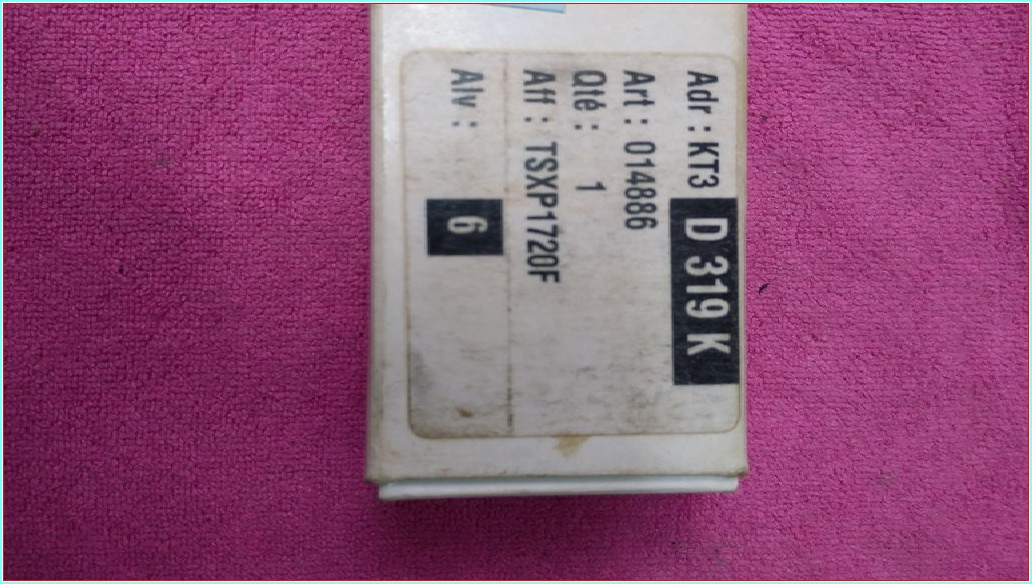 Adr : KT3 D 319 K
Art : 014886
Qté : 1
Aff : TSXP1720F
Alv : 6